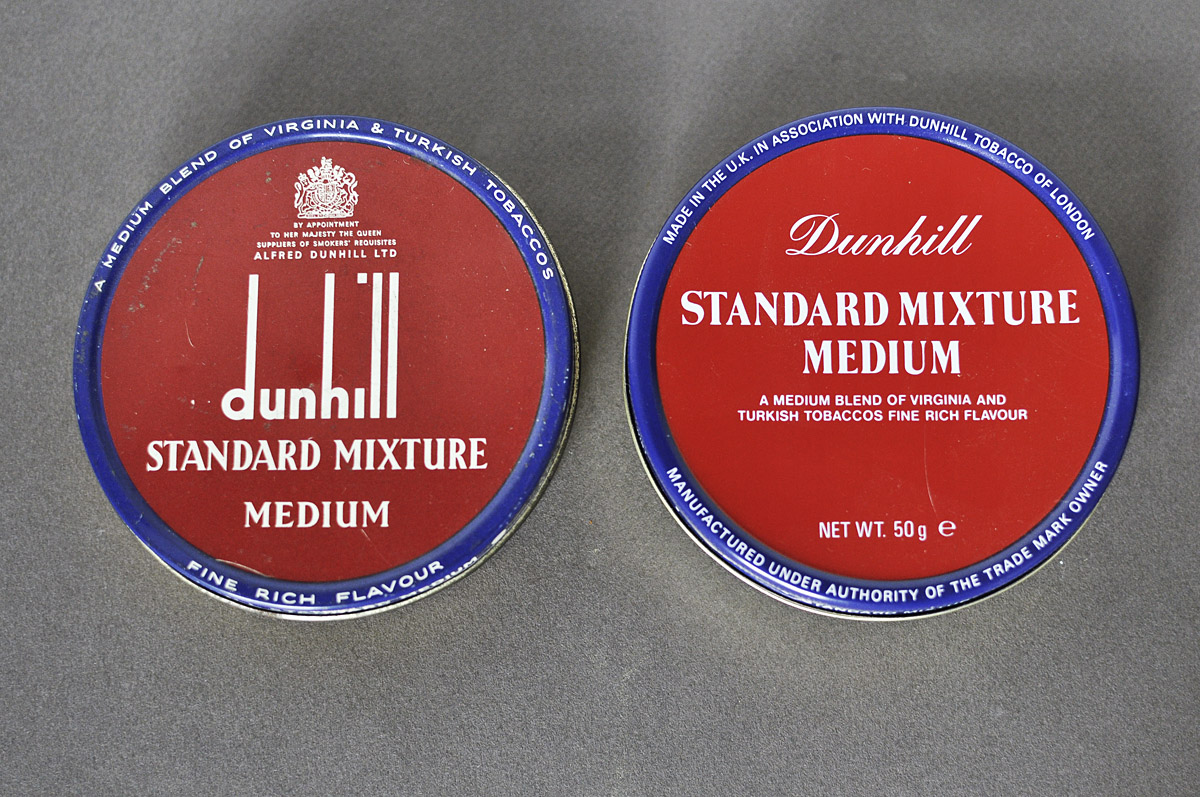 A MEDIUM BLEND OF VIRGINIA & TURKISH TOBACCOS
BY APPOINTMENT
TO HER MAJESTY THE QUEEN
SUPPLIERS OF SMOKERS' REQUISITES
ALFRED DUNHILL LTD
dunhill
STANDARD MIXTURE
MEDIUM
FINE RICH FLAVOUR
MADE IN THE U.K. IN ASSOCIATION WITH DUNHILL TOBACCO OF LONDON
Dunhill
STANDARD MIXTURE
MEDIUM
A MEDIUM BLEND OF VIRGINIA AND
TURKISH TOBACCOS FINE RICH FLAVOUR
NET WT. 50g e
MANUFACTURED UNDER AUTHORITY OF THE TRADE MARK OWNER